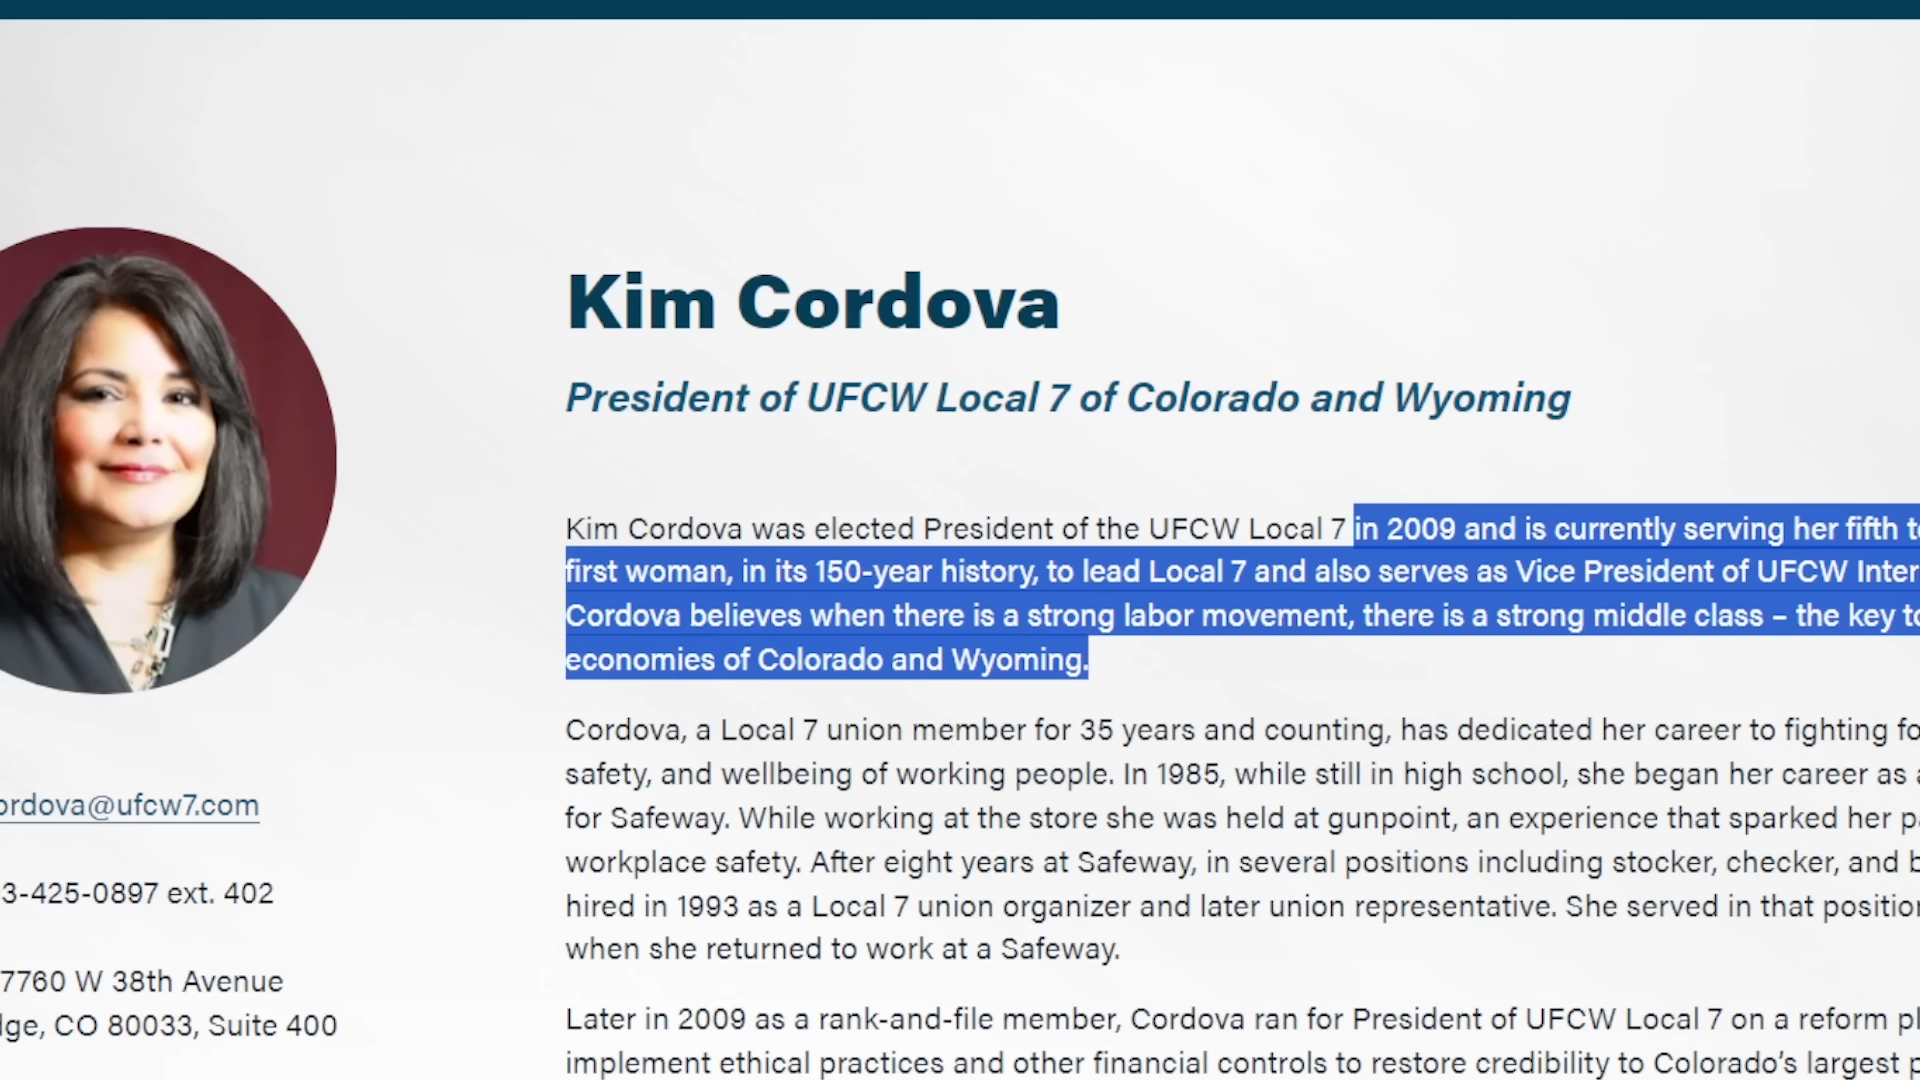 Kim Cordova
President of UFCW Local 7 of Colorado and Wyoming
Kim Cordova was elected President of the UFCW Local 7 in 2009 and is currently serving her fifth
first woman, in its 150-year history, to lead Local 7 and also serves as Vice President of UFCW
Cordova believes when there is a strong labor movement, there is a strong middle class – the key
economies of Colorado and Wyoming.
Cordova, a Local 7 union member for 35 years and counting, has dedicated her career to fighting
safety, and wellbeing of working people. In 1985, while still in high school, she began her career as
for Safeway. While working at the store she was held at gunpoint, an experience that sparked her
workplace safety. After eight years at Safeway, in several positions including stocker, checker, and
hired in 1993 as a Local 7 union organizer and later union representative. She served in that position
when she returned to work at a Safeway.
Later in 2009 as a rank-and-file member, Cordova ran for President of UFCW Local 7 on a reform
implement ethical practices and other financial controls to restore credibility to Colorado's largest
ordova@ufcw7.com
3-425-0897 ext. 402
7760 W 38th Avenue
dge, CO 80033, Suite 400